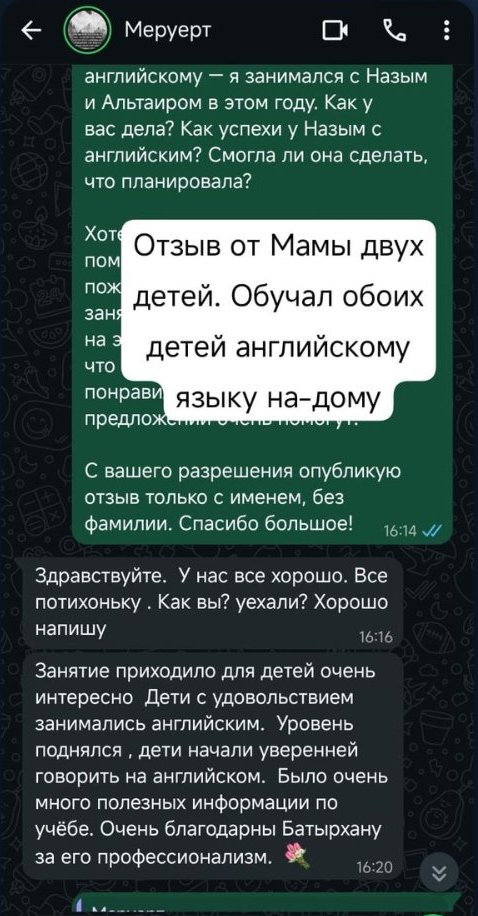 Меруерт
английскому — я занимался с Назым
и Альтаиром в этом году. Как у
вас дела? Как успехи у Назым с
английским? Смогла ли она сделать,
что планировала?
Отзыв от Мамы двух
детей. Обучал обоих
детей английскому
языку на-дому
на
что
С вашего разрешения опубликую
отзыв только с именем, без
фамилии. Спасибо большое!
16:14
Здравствуйте. У нас все хорошо. Все
потихоньку . Как вы? уехали? Хорошо
напишу
16:16
Занятие приходило для детей очень
интересно Дети с удовольствием
занимались английским. Уровень
поднялся , дети начали уверенней
говорить на английском. Было очень
много полезных информации по
учёбе. Очень благодарны Батырхану
за его профессионализм. 💐
16:20